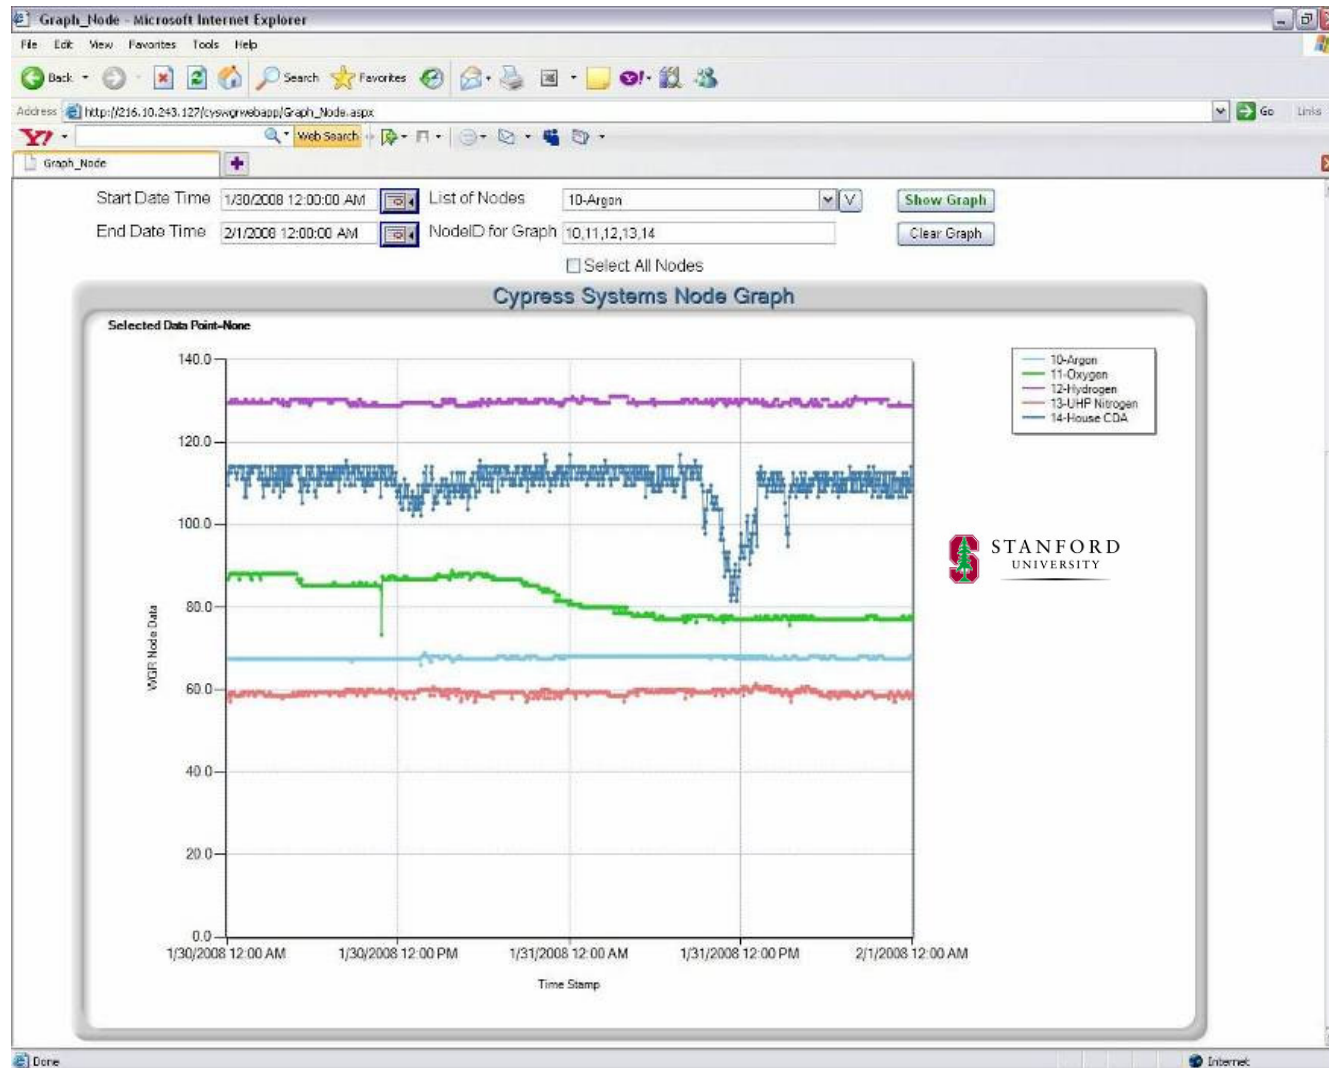 Graph_Node - Microsoft Internet Explorer
File Edit View Favorites Tools Help
Back Search Favorites
Address http://216.10.243.127/cyswgrwebapp/Graph_Node.aspx Go Links
Y! Web Search
Graph_Node
Start Date Time 1/30/2008 12:00:00 AM List of Nodes 10-Argon V Show Graph
End Date Time 2/1/2008 12:00:00 AM NodeID for Graph 10,11,12,13,14 Clear Graph
Select All Nodes
Cypress Systems Node Graph
Selected Data Point-None
140.0
120.0
100.0
80.0
60.0
40.0
20.0
0.0
WGR Node Data
1/30/2008 12:00 AM 1/30/2008 12:00 PM 1/31/2008 12:00 AM 1/31/2008 12:00 PM 2/1/2008 12:00 AM
Time Stamp
10-Argon
11-Oxygen
12-Hydrogen
13-UHP Nitrogen
14-House CDA
STANFORD
UNIVERSITY
Done Internet